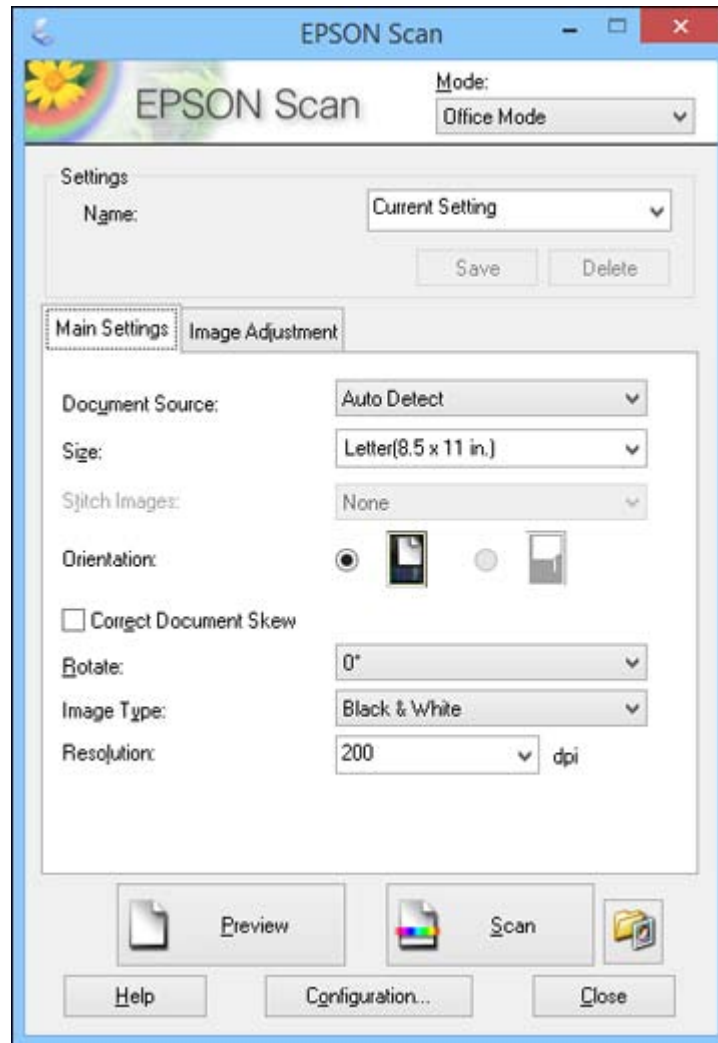 EPSON Scan
EPSON Scan
Mode:
Office Mode
Settings
Name:
Current Setting
Save
Delete
Main Settings
Image Adjustment
Document Source:
Auto Detect
Size:
Letter(8.5 x 11 in.)
Stitch Images:
None
Orientation:
Correct Document Skew
Rotate:
0°
Image Type:
Black & White
Resolution:
200
dpi
Preview
Scan
Help
Configuration...
Close